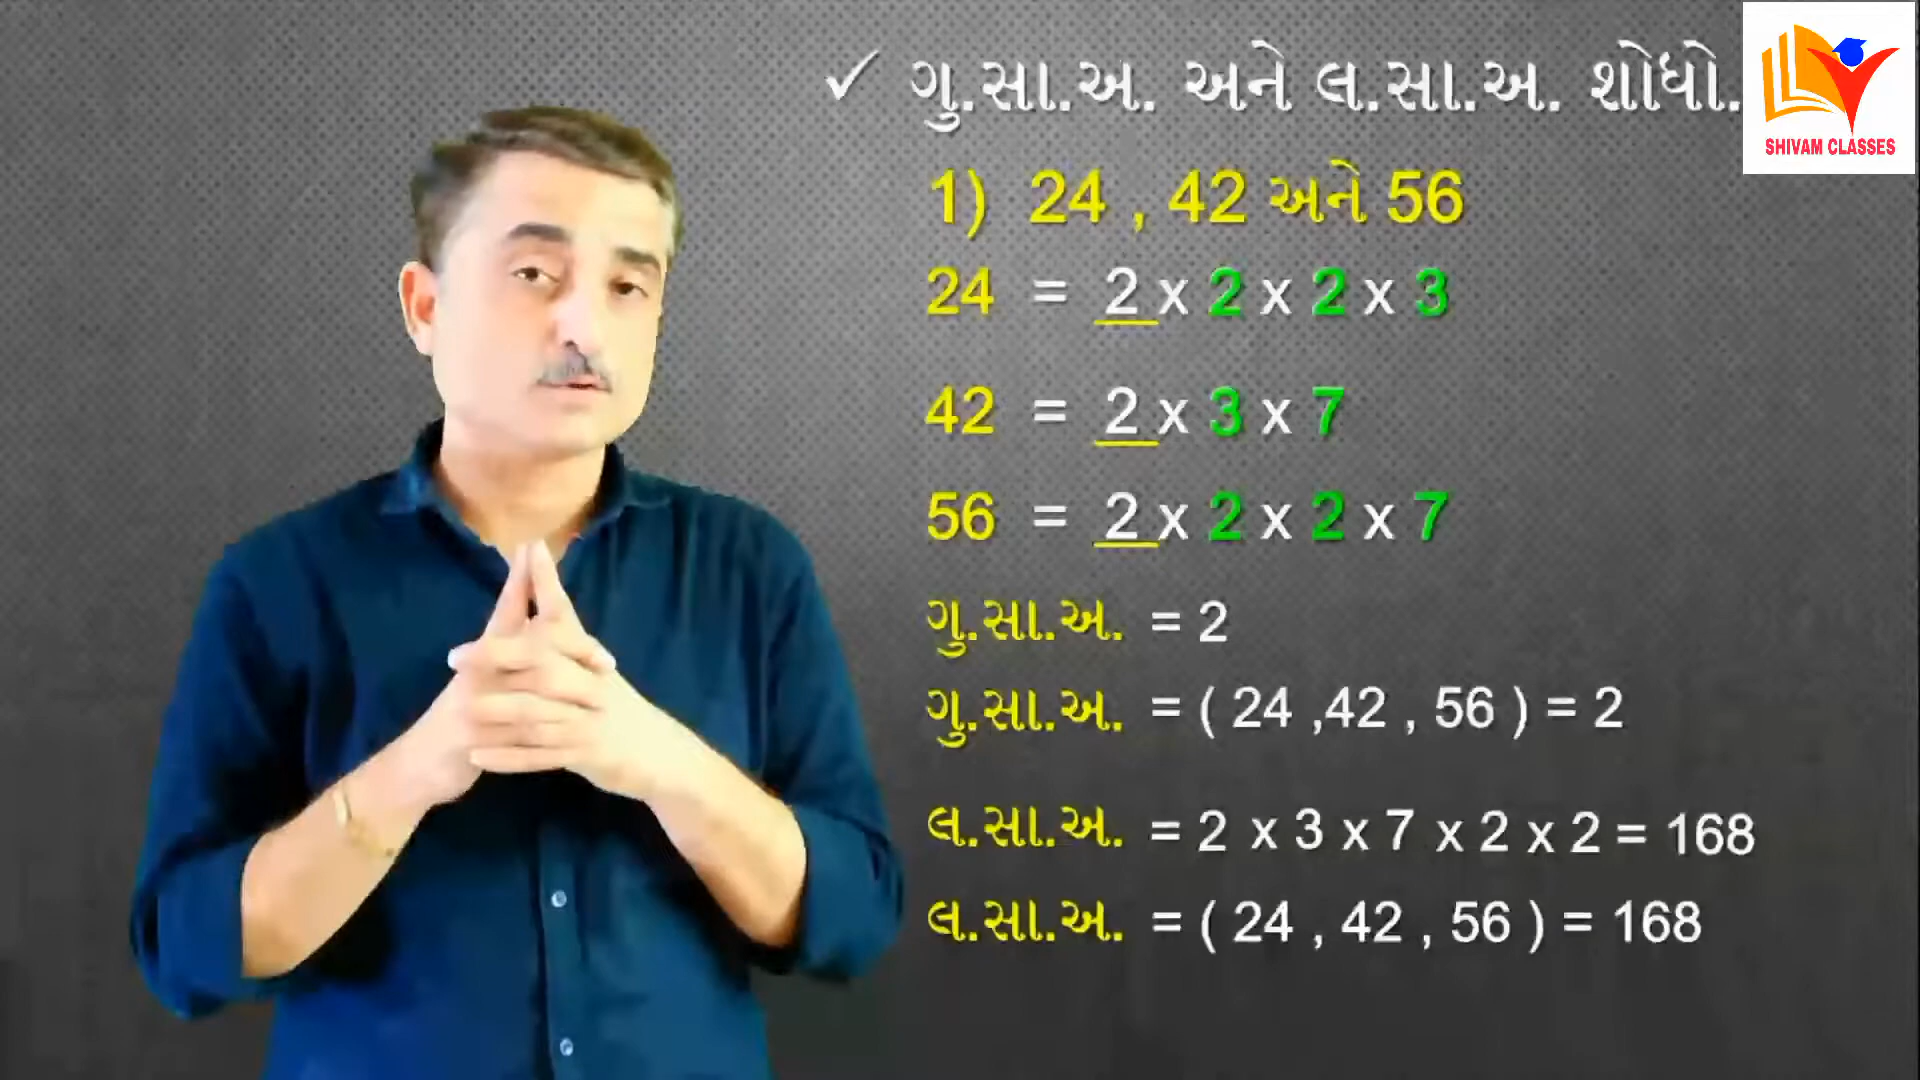 ✓ ગુ.સા.અ. અને લ.સા.અ. શોધો.
SHIVAM CLASSES
1) 24 , 42 અને 56
24 = 2 x 2 x 2 x 3
42 = 2 x 3 x 7
56 = 2 x 2 x 2 x 7
ગુ.સા.અ. = 2
ગુ.સા.અ. = ( 24 ,42 , 56 ) = 2
લ.સા.અ. = 2 x 3 x 7 x 2 x 2 = 168
લ.સા.અ. = ( 24 , 42 , 56 ) = 168